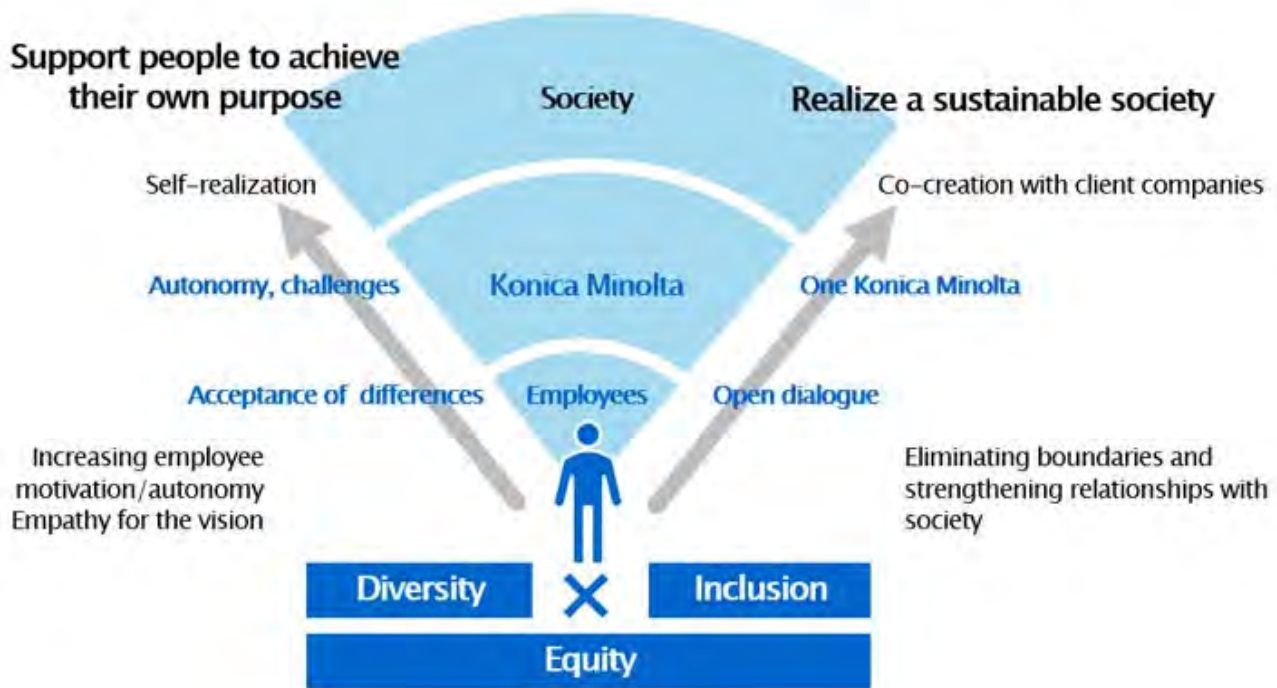 Support people to achieve
their own purpose
Society
Realize a sustainable society
Self-realization
Co-creation with client companies
Autonomy, challenges
Konica Minolta
One Konica Minolta
Acceptance of differences
Employees
Open dialogue
Increasing employee
motivation/autonomy
Empathy for the vision
Eliminating boundaries and
strengthening relationships with
society
Diversity
×
Inclusion
Equity